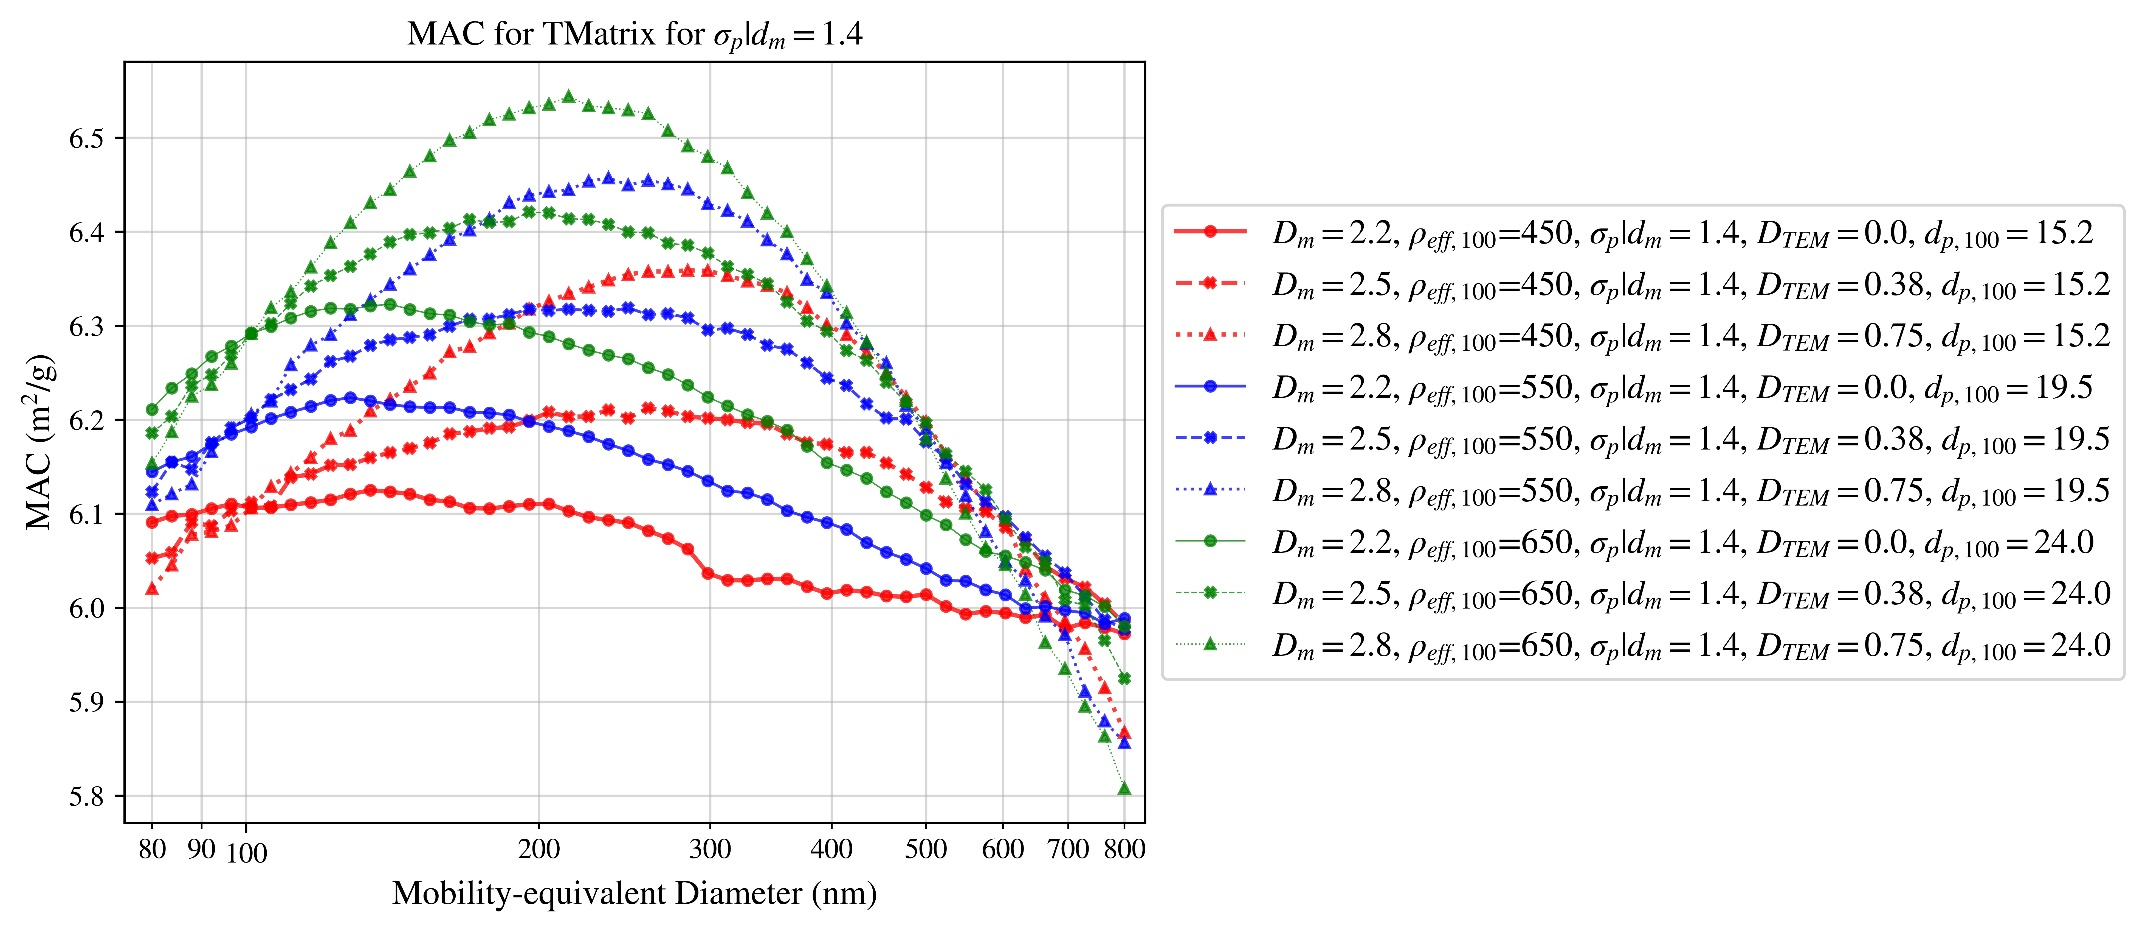 MAC for TMatrix for σp|dm = 1.4
MAC (m²/g)
6.5
6.4
6.3
6.2
6.1
6.0
5.9
5.8
80 90 100 200 300 400 500 600 700 800
Mobility-equivalent Diameter (nm)
Dm = 2.2, ρeff,100=450, σp|dm = 1.4, DTEM = 0.0, dp,100 = 15.2
Dm = 2.5, ρeff,100=450, σp|dm = 1.4, DTEM = 0.38, dp,100 = 15.2
Dm = 2.8, ρeff,100=450, σp|dm = 1.4, DTEM = 0.75, dp,100 = 15.2
Dm = 2.2, ρeff,100=550, σp|dm = 1.4, DTEM = 0.0, dp,100 = 19.5
Dm = 2.5, ρeff,100=550, σp|dm = 1.4, DTEM = 0.38, dp,100 = 19.5
Dm = 2.8, ρeff,100=550, σp|dm = 1.4, DTEM = 0.75, dp,100 = 19.5
Dm = 2.2, ρeff,100=650, σp|dm = 1.4, DTEM = 0.0, dp,100 = 24.0
Dm = 2.5, ρeff,100=650, σp|dm = 1.4, DTEM = 0.38, dp,100 = 24.0
Dm = 2.8, ρeff,100=650, σp|dm = 1.4, DTEM = 0.75, dp,100 = 24.0